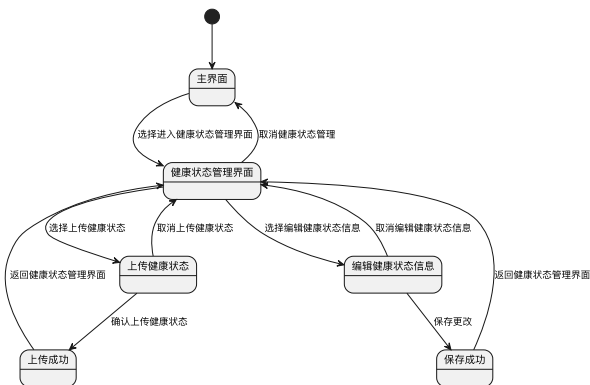 主界面
选择进入健康状态管理界面
取消健康状态管理
健康状态管理界面
选择上传健康状态
取消上传健康状态
选择编辑健康状态信息
取消编辑健康状态信息
上传健康状态
编辑健康状态信息
返回健康状态管理界面
返回健康状态管理界面
确认上传健康状态
保存更改
上传成功
保存成功